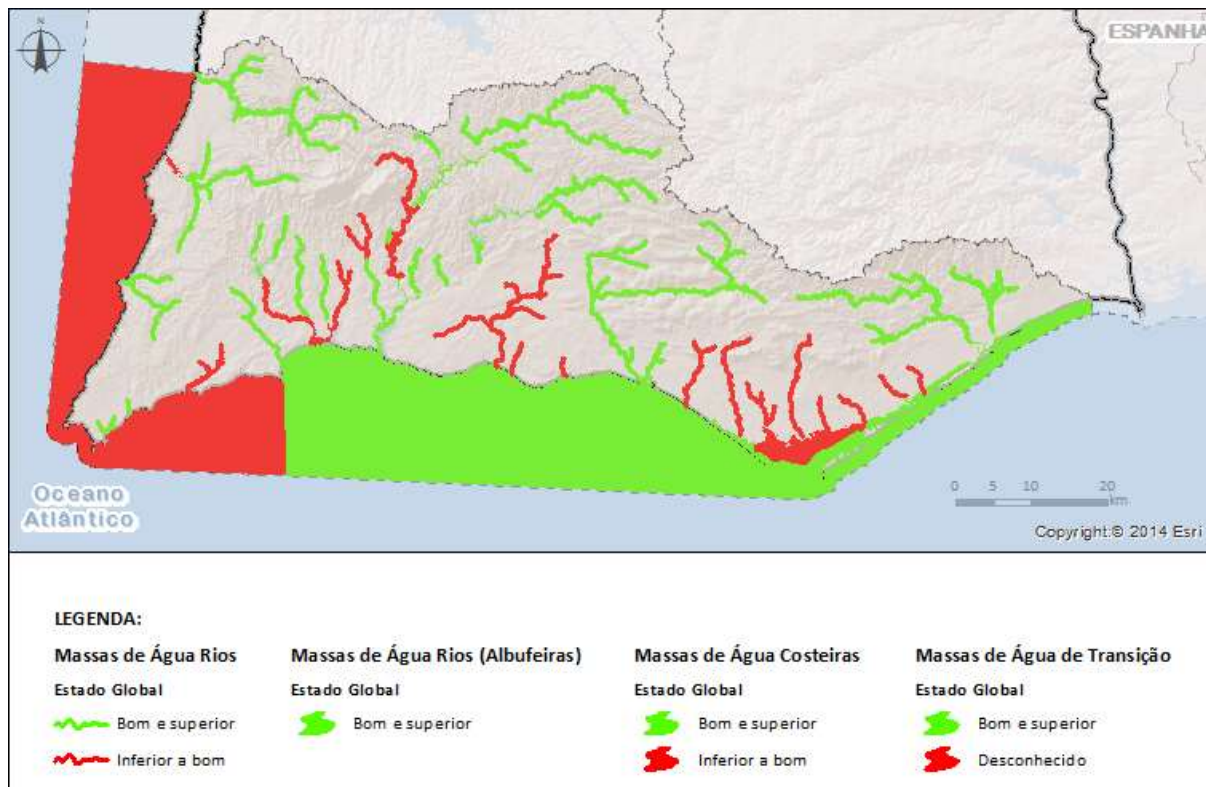 N
ESPANHA
Oceano
Atlântico
0 5 10 20
km
Copyright:© 2014 Esri
LEGENDA:
Massas de Água Rios
Estado Global
Bom e superior
Inferior a bom
Massas de Água Rios (Albufeiras)
Estado Global
Bom e superior
Massas de Água Costeiras
Estado Global
Bom e superior
Inferior a bom
Massas de Água de Transição
Estado Global
Bom e superior
Desconhecido